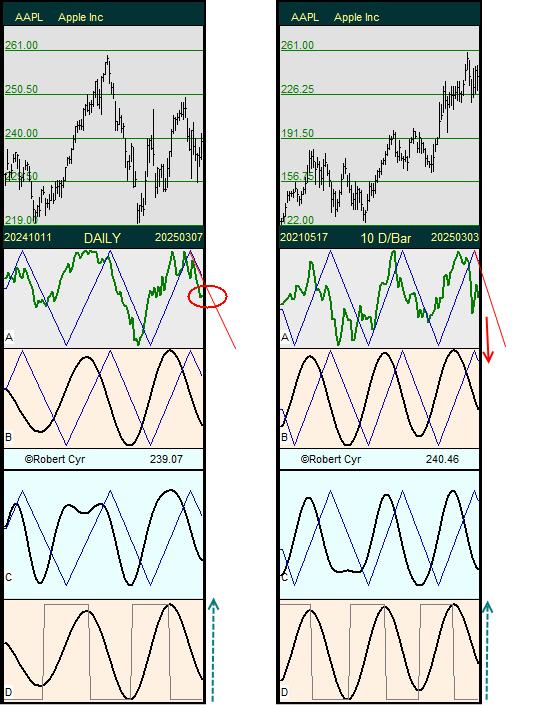 AAPL Apple Inc
261.00
250.50
240.00
229.50
219.00
20241011 DAILY 20250307
A
B
©Robert Cyr 239.07
C
D
AAPL Apple Inc
261.00
226.25
191.50
156.75
122.00
20210517 10 D/Bar 20250303
A
B
©Robert Cyr 240.46
C
D